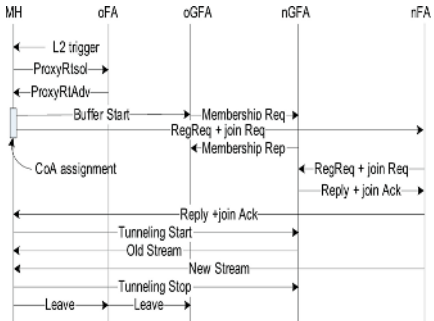 MH oFA oGFA nGFA nFA
L2 trigger
ProxyRtsol
ProxyRtAdv
Buffer Start Membership Req
RegReq + join Req
Membership Rep
CoA assignment RegReq + join Req
Reply + join Ack
Reply +join Ack
Tunneling Start
Old Stream
New Stream
Tunneling Stop
Leave Leave